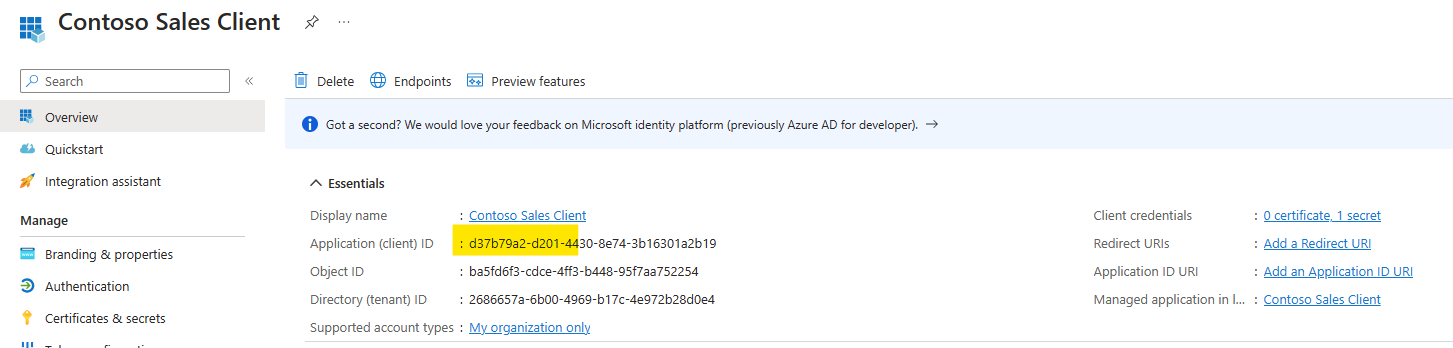 Contoso Sales Client
Search
Overview
Quickstart
Integration assistant
Manage
Branding & properties
Authentication
Certificates & secrets
Delete Endpoints Preview features
Got a second? We would love your feedback on Microsoft identity platform (previously Azure AD for developer).
Essentials
Display name : Contoso Sales Client
Application (client) ID : d37b79a2-d201-4430-8e74-3b16301a2b19
Object ID : ba5fd6f3-cdce-4ff3-b448-95f7aa752254
Directory (tenant) ID : 2686657a-6b00-4969-b17c-4e972b28d0e4
Supported account types : My organization only
Client credentials : 0 certificate, 1 secret
Redirect URIs : Add a Redirect URI
Application ID URI : Add an Application ID URI
Managed application in l... : Contoso Sales Client